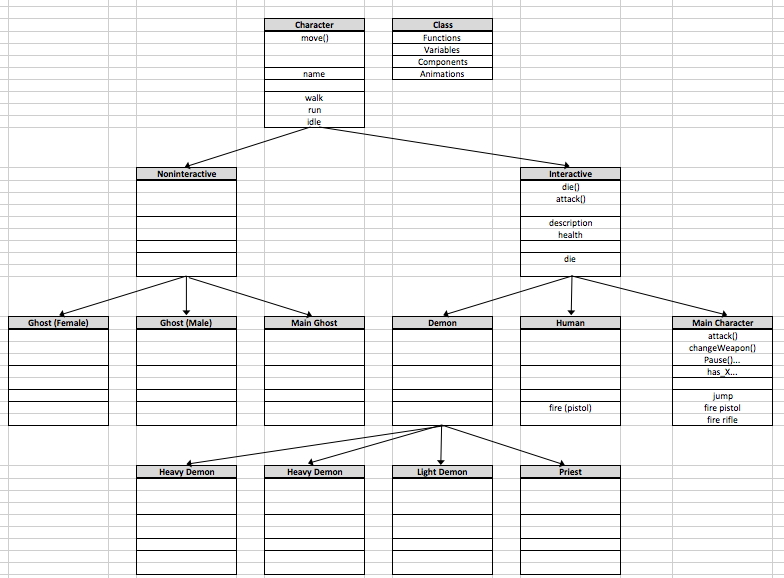 Character
move()
name
walk
run
idle
Class
Functions
Variables
Components
Animations
Noninteractive
Interactive
die()
attack()
description
health
die
Ghost (Female)
Ghost (Male)
Main Ghost
Demon
Human
fire (pistol)
Main Character
attack()
changeWeapon()
Pause()...
has_X...
jump
fire pistol
fire rifle
Heavy Demon
Heavy Demon
Light Demon
Priest